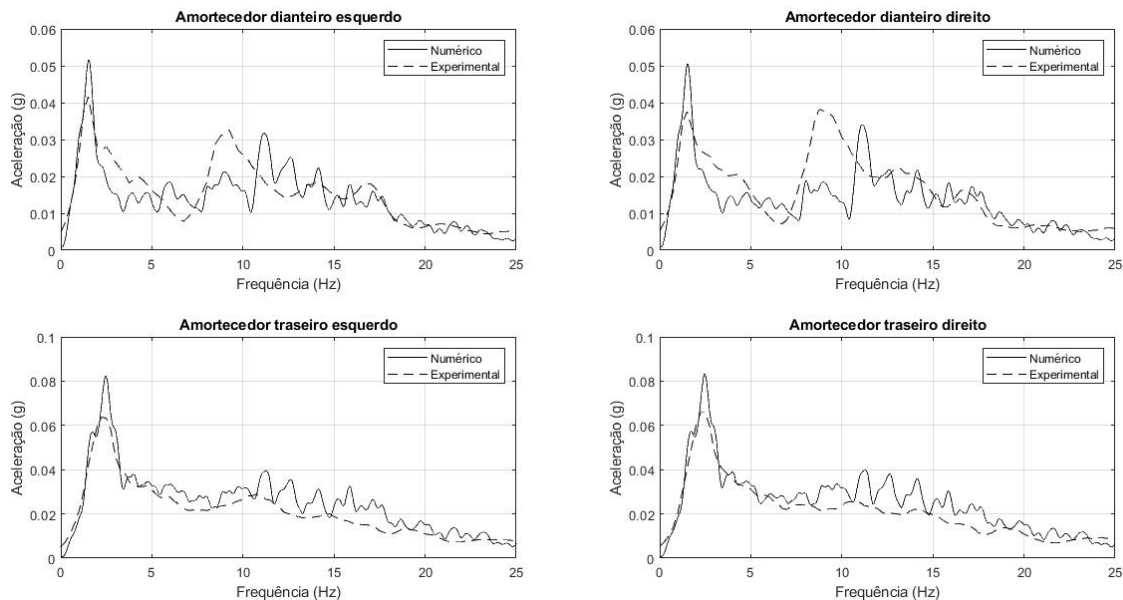 Amortecedor dianteiro esquerdo
0.06
0.05
0.04
0.03
0.02
0.01
0
Aceleração (g)
Numérico
Experimental
0 5 10 15 20 25
Frequência (Hz)
Amortecedor dianteiro direito
0.06
0.05
0.04
0.03
0.02
0.01
0
Aceleração (g)
Numérico
Experimental
0 5 10 15 20 25
Frequência (Hz)
Amortecedor traseiro esquerdo
0.1
0.08
0.06
0.04
0.02
0
Aceleração (g)
Numérico
Experimental
0 5 10 15 20 25
Frequência (Hz)
Amortecedor traseiro direito
0.1
0.08
0.06
0.04
0.02
0
Aceleração (g)
Numérico
Experimental
0 5 10 15 20 25
Frequência (Hz)